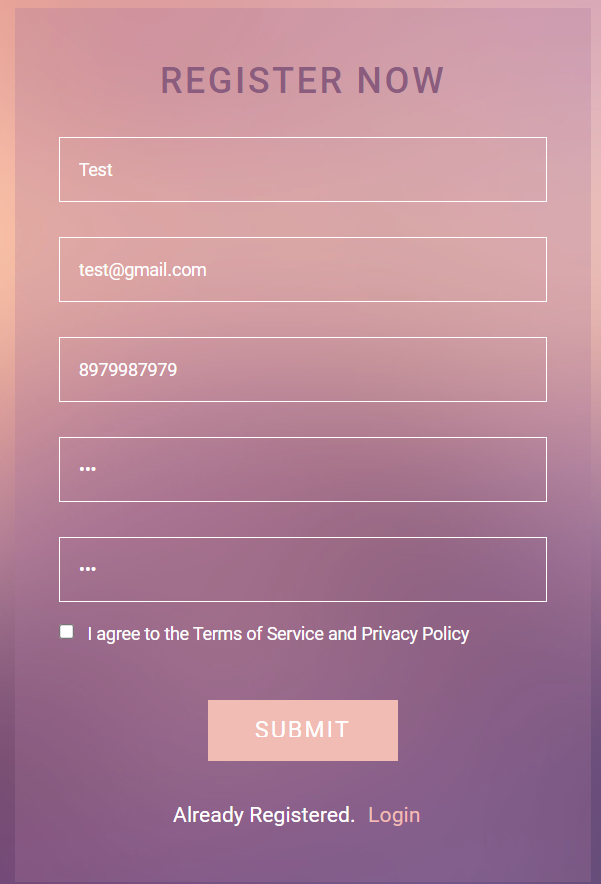 REGISTER NOW
Test
test@gmail.com
8979987979
•••
•••
I agree to the Terms of Service and Privacy Policy
SUBMIT
Already Registered. Login